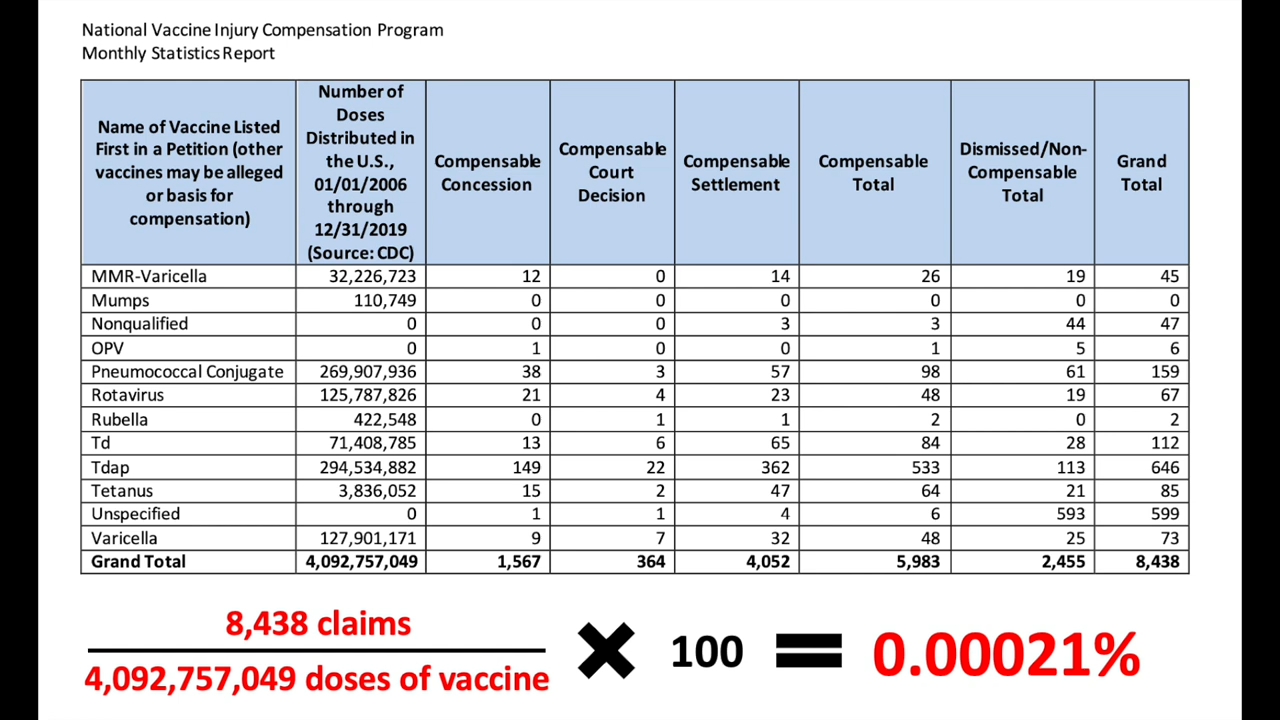 National Vaccine Injury Compensation Program
Monthly Statistics Report
Name of Vaccine Listed First in a Petition (other vaccines may be alleged or basis for compensation) Number of Doses Distributed in the U.S., 01/01/2006 through 12/31/2019 (Source: CDC) Compensable Concession Compensable Court Decision Compensable Settlement Compensable Total Dismissed/Non-Compensable Total Grand Total
MMR-Varicella 32,226,723 12 0 14 26 19 45
Mumps 110,749 0 0 0 0 0 0
Nonqualified 0 0 0 3 3 44 47
OPV 0 1 0 0 1 5 6
Pneumococcal Conjugate 269,907,936 38 3 57 98 61 159
Rotavirus 125,787,826 21 4 23 48 19 67
Rubella 422,548 0 1 1 2 0 2
Td 71,408,785 13 6 65 84 28 112
Tdap 294,534,882 149 22 362 533 113 646
Tetanus 3,836,052 15 2 47 64 21 85
Unspecified 0 1 1 4 6 593 599
Varicella 127,901,171 9 7 32 48 25 73
Grand Total 4,092,757,049 1,567 364 4,052 5,983 2,455 8,438
8,438 claims
4,092,757,049 doses of vaccine
× 100 = 0.00021%